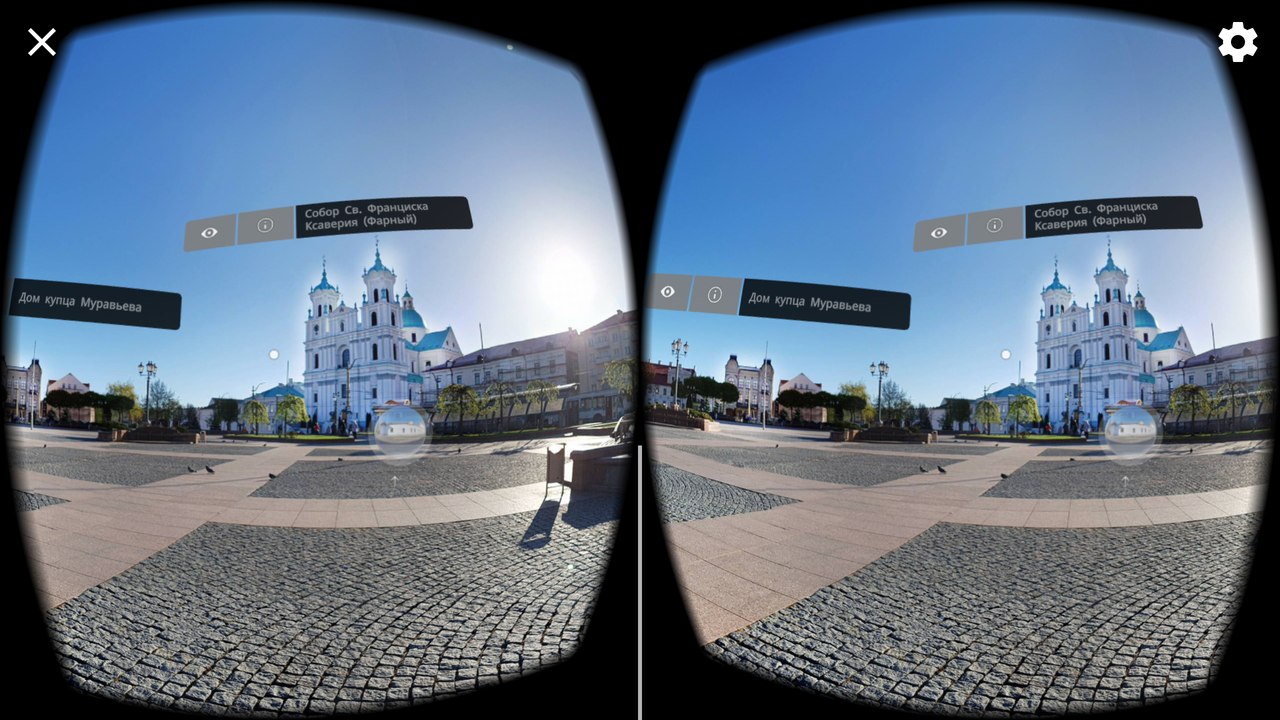 Собор Св. Франциска
Ксаверия (Фарный)
Дом купца Муравьева
Собор Св. Франциска
Ксаверия (Фарный)
Дом купца Муравьева